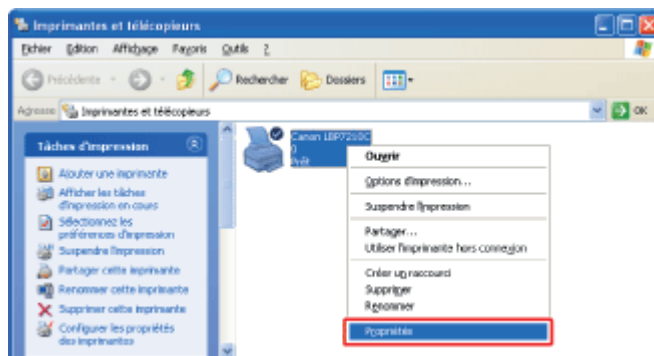 Imprimantes et télécopieurs
Fichier Edition Affichage Favoris Outils ?
Précédente Rechercher Dossiers
Adresse Imprimantes et télécopieurs OK
Tâches d'impression
Ajouter une imprimante
Afficher les tâches
d'impression en cours
Sélectionnez les
préférences d'impression
Suspendre l'impression
Partager cette imprimante
Renommer cette imprimante
Supprimer cette imprimante
Configurer les propriétés
des imprimantes
Canon LBP7210C
0
Prêt
Ouvrir
Options d'impression...
Suspendre l'impression
Partager...
Utiliser l'imprimante hors connexion
Créer un raccourci
Supprimer
Renommer
Propriétés